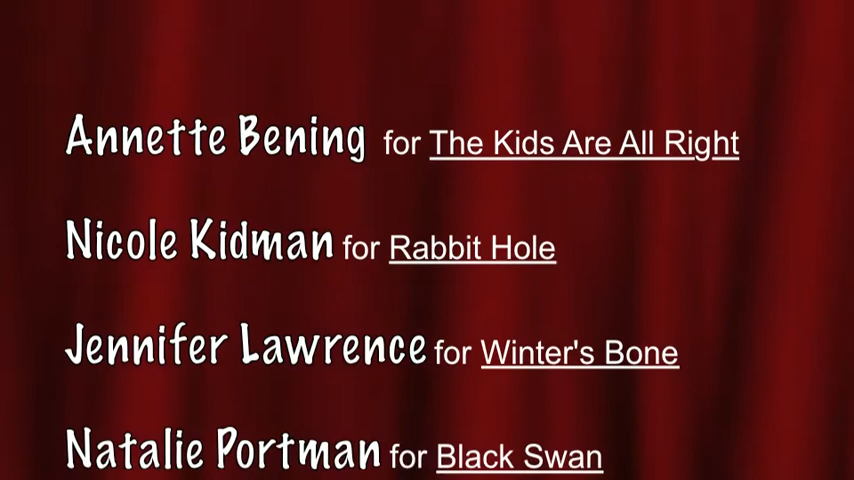 Annette Bening for The Kids Are All Right
Nicole Kidman for Rabbit Hole
Jennifer Lawrence for Winter's Bone
Natalie Portman for Black Swan